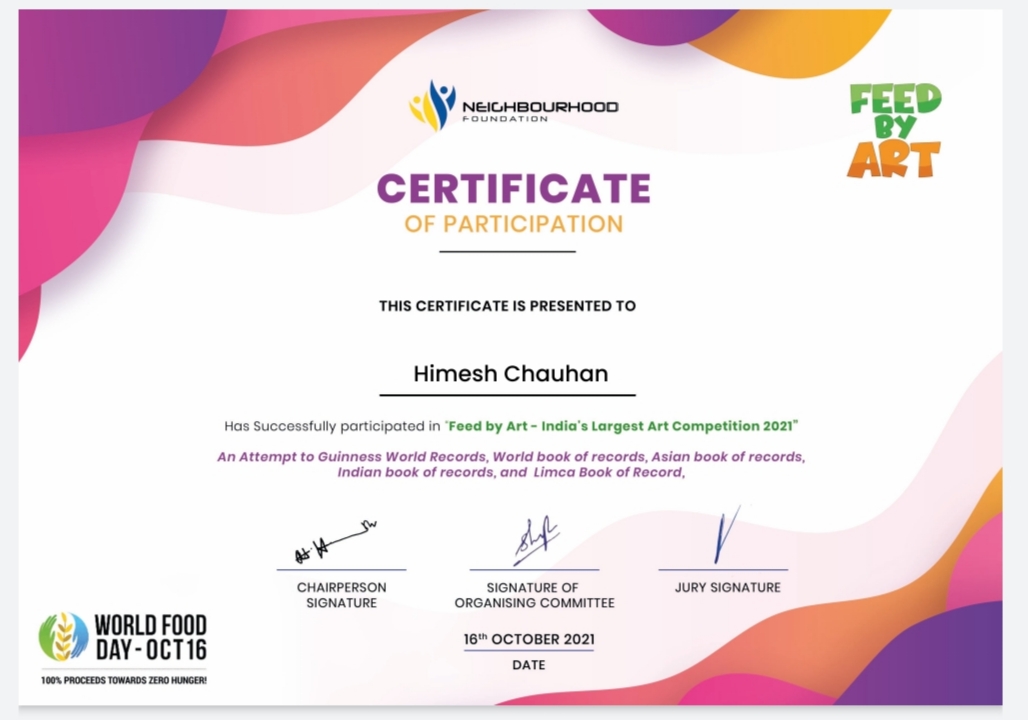 NEIGHBOURHOOD
FOUNDATION
FEED
BY
ART
CERTIFICATE
OF PARTICIPATION
THIS CERTIFICATE IS PRESENTED TO
Himesh Chauhan
Has Successfully participated in "Feed by Art - India's Largest Art Competition 2021"
An Attempt to Guinness World Records, World book of records, Asian book of records,
Indian book of records, and Limca Book of Record,
CHAIRPERSON
SIGNATURE
SIGNATURE OF
ORGANISING COMMITTEE
JURY SIGNATURE
16th OCTOBER 2021
DATE
WORLD FOOD
DAY-OCT16
100% PROCEEDS TOWARDS ZERO HUNGER!